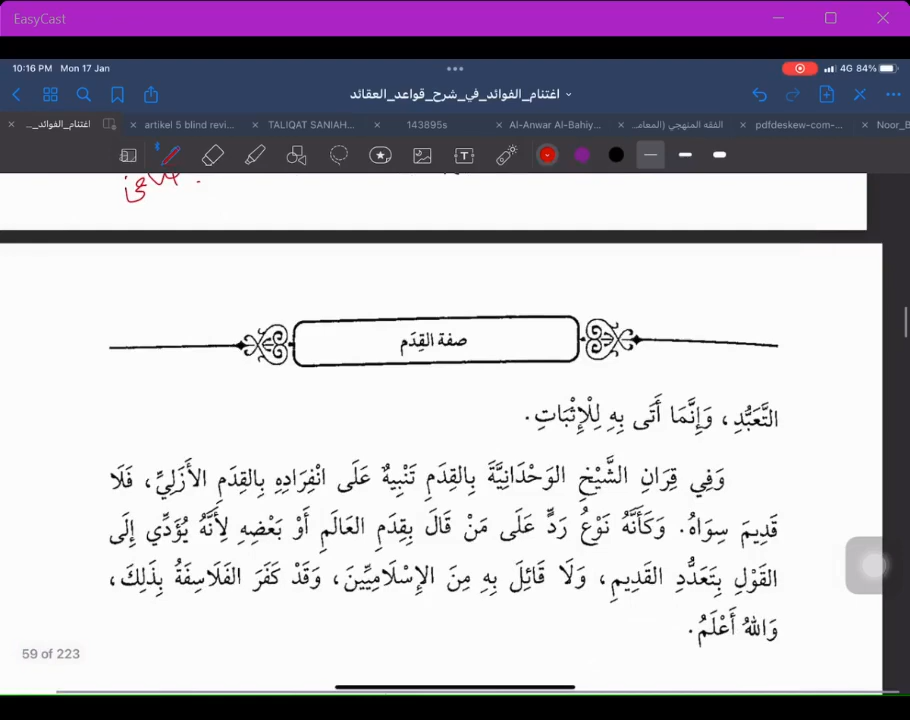 EasyCast
10:16 PM Mon 17 Jan
4G 84%
اغتنام_الفوائد_في_شرح_قواعد_العقائد
اغتنام_الفوائد_...
artikel 5 blind revi...
TALIQAT SANIAH...
143895s
Al-Anwar Al-Bahiy...
الفقه المنهجي (المعام...
pdfdeskew-com-...
Noor_B
صفة القِدَم
التَّعَبُّدِ، وَإِنَّمَا أَتَى بِهِ لِلْإِثْبَاتِ.
وَفِي قِرَانِ الشَّيْخِ الوَحْدَانِيَّةَ بِالقِدَمِ تَنْبِيهٌ عَلَى انْفِرَادِهِ بِالقِدَمِ الأَزَلِيِّ، فَلَا
قَدِيمَ سِوَاهُ. وَكَأَنَّهُ نَوْعُ رَدٍّ عَلَى مَنْ قَالَ بِقِدَمِ العَالَمِ أَوْ بَعْضِهِ لِأَنَّهُ يُؤَدِّي إِلَى
القَوْلِ بِتَعَدُّدِ القَدِيمِ، وَلَا قَائِلَ بِهِ مِنَ الإِسْلَامِيِّينَ، وَقَدْ كَفَرَ الفَلَاسِفَةُ بِذَلِكَ،
وَاللهُ أَعْلَمُ.
59 of 223